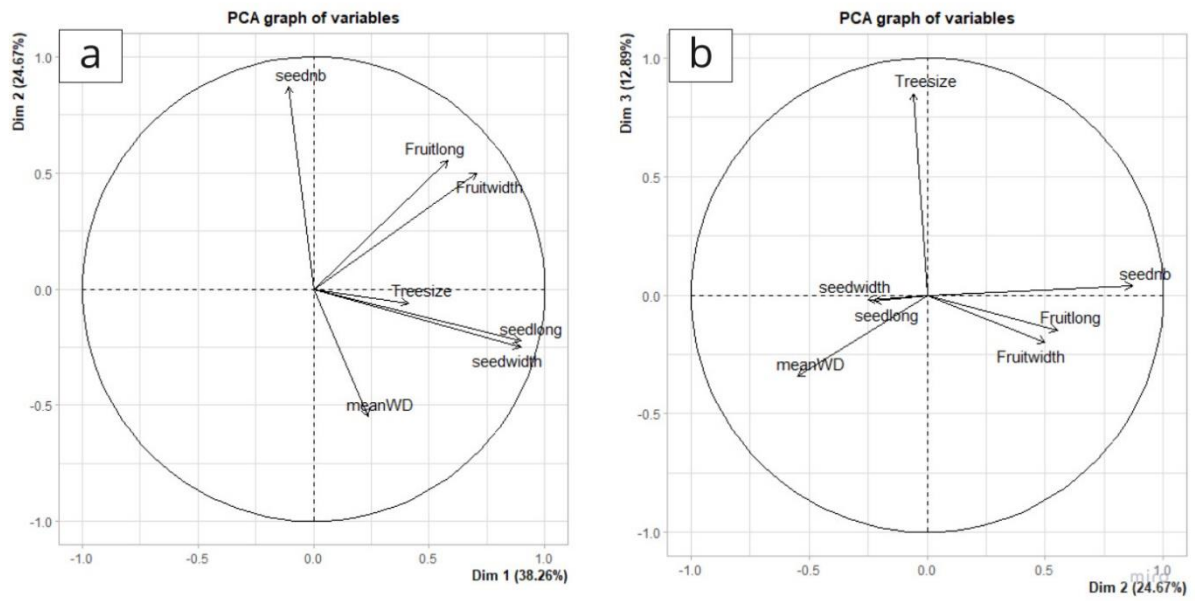 PCA graph of variables
a
Dim 2 (24.67%)
1.0
0.5
0.0
-0.5
-1.0
seednb
Fruitlong
Fruitwidth
Treesize
seedlong
seedwidth
meanWD
-1.0 -0.5 0.0 0.5 1.0
Dim 1 (38.26%)
PCA graph of variables
b
Dim 3 (12.89%)
1.0
0.5
0.0
-0.5
-1.0
Treesize
seednb
seedwidth
seedlong
Fruitlong
Fruitwidth
meanWD
-1.0 -0.5 0.0 0.5 1.0
miro
Dim 2 (24.67%)